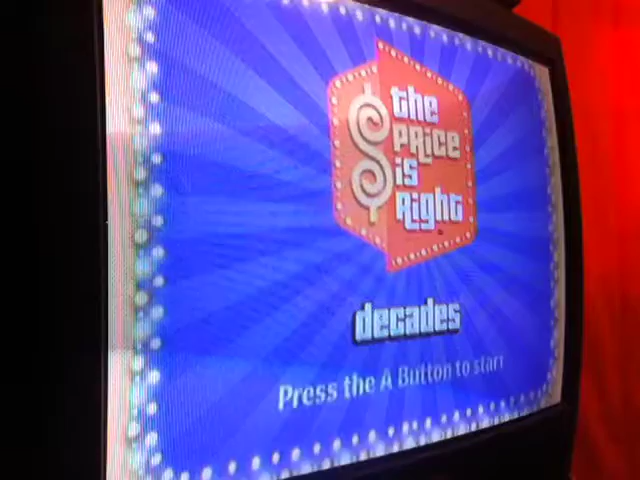 the
PRice
is
Right
decades
Press the A Button to start